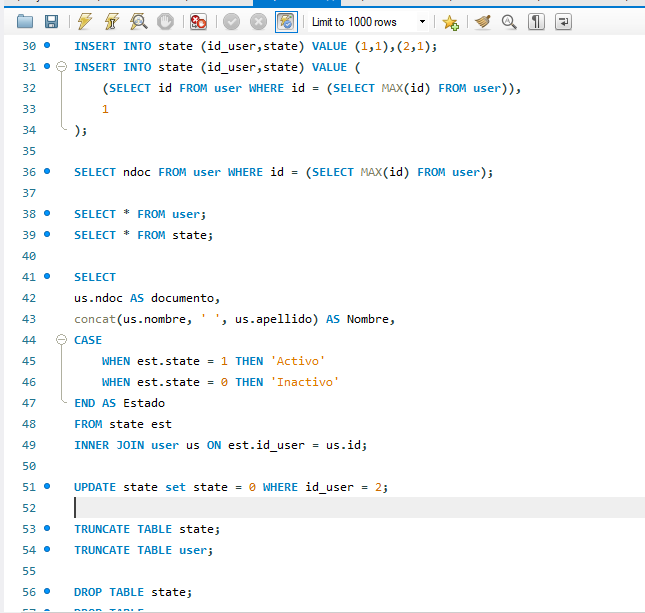 Limit to 1000 rows
30 INSERT INTO state (id_user,state) VALUE (1,1),(2,1);
31 INSERT INTO state (id_user,state) VALUE (
32 (SELECT id FROM user WHERE id = (SELECT MAX(id) FROM user)),
33 1
34 );
35
36 SELECT ndoc FROM user WHERE id = (SELECT MAX(id) FROM user);
37
38 SELECT * FROM user;
39 SELECT * FROM state;
40
41 SELECT
42 us.ndoc AS documento,
43 concat(us.nombre, ' ', us.apellido) AS Nombre,
44 CASE
45 WHEN est.state = 1 THEN 'Activo'
46 WHEN est.state = 0 THEN 'Inactivo'
47 END AS Estado
48 FROM state est
49 INNER JOIN user us ON est.id_user = us.id;
50
51 UPDATE state set state = 0 WHERE id_user = 2;
52
53 TRUNCATE TABLE state;
54 TRUNCATE TABLE user;
55
56 DROP TABLE state;